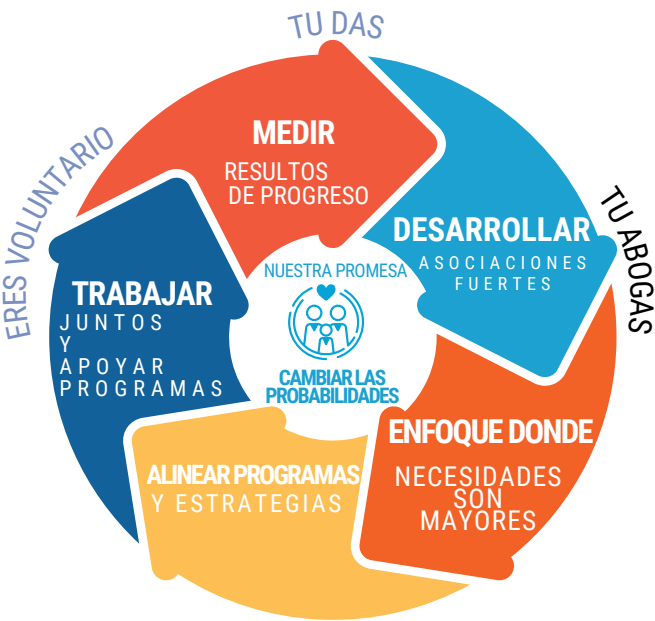 TU DAS
ERES VOLUNTARIO
TU ABOGAS
MEDIR
RESULTOS
DE PROGRESO
DESARROLLAR
ASOCIACIONES
FUERTES
ENFOQUE DONDE
NECESIDADES
SON
MAYORES
ALINEAR PROGRAMAS
Y ESTRATEGIAS
TRABAJAR
JUNTOS
Y
APOYAR
PROGRAMAS
NUESTRA PROMESA
CAMBIAR LAS
PROBABILIDADES